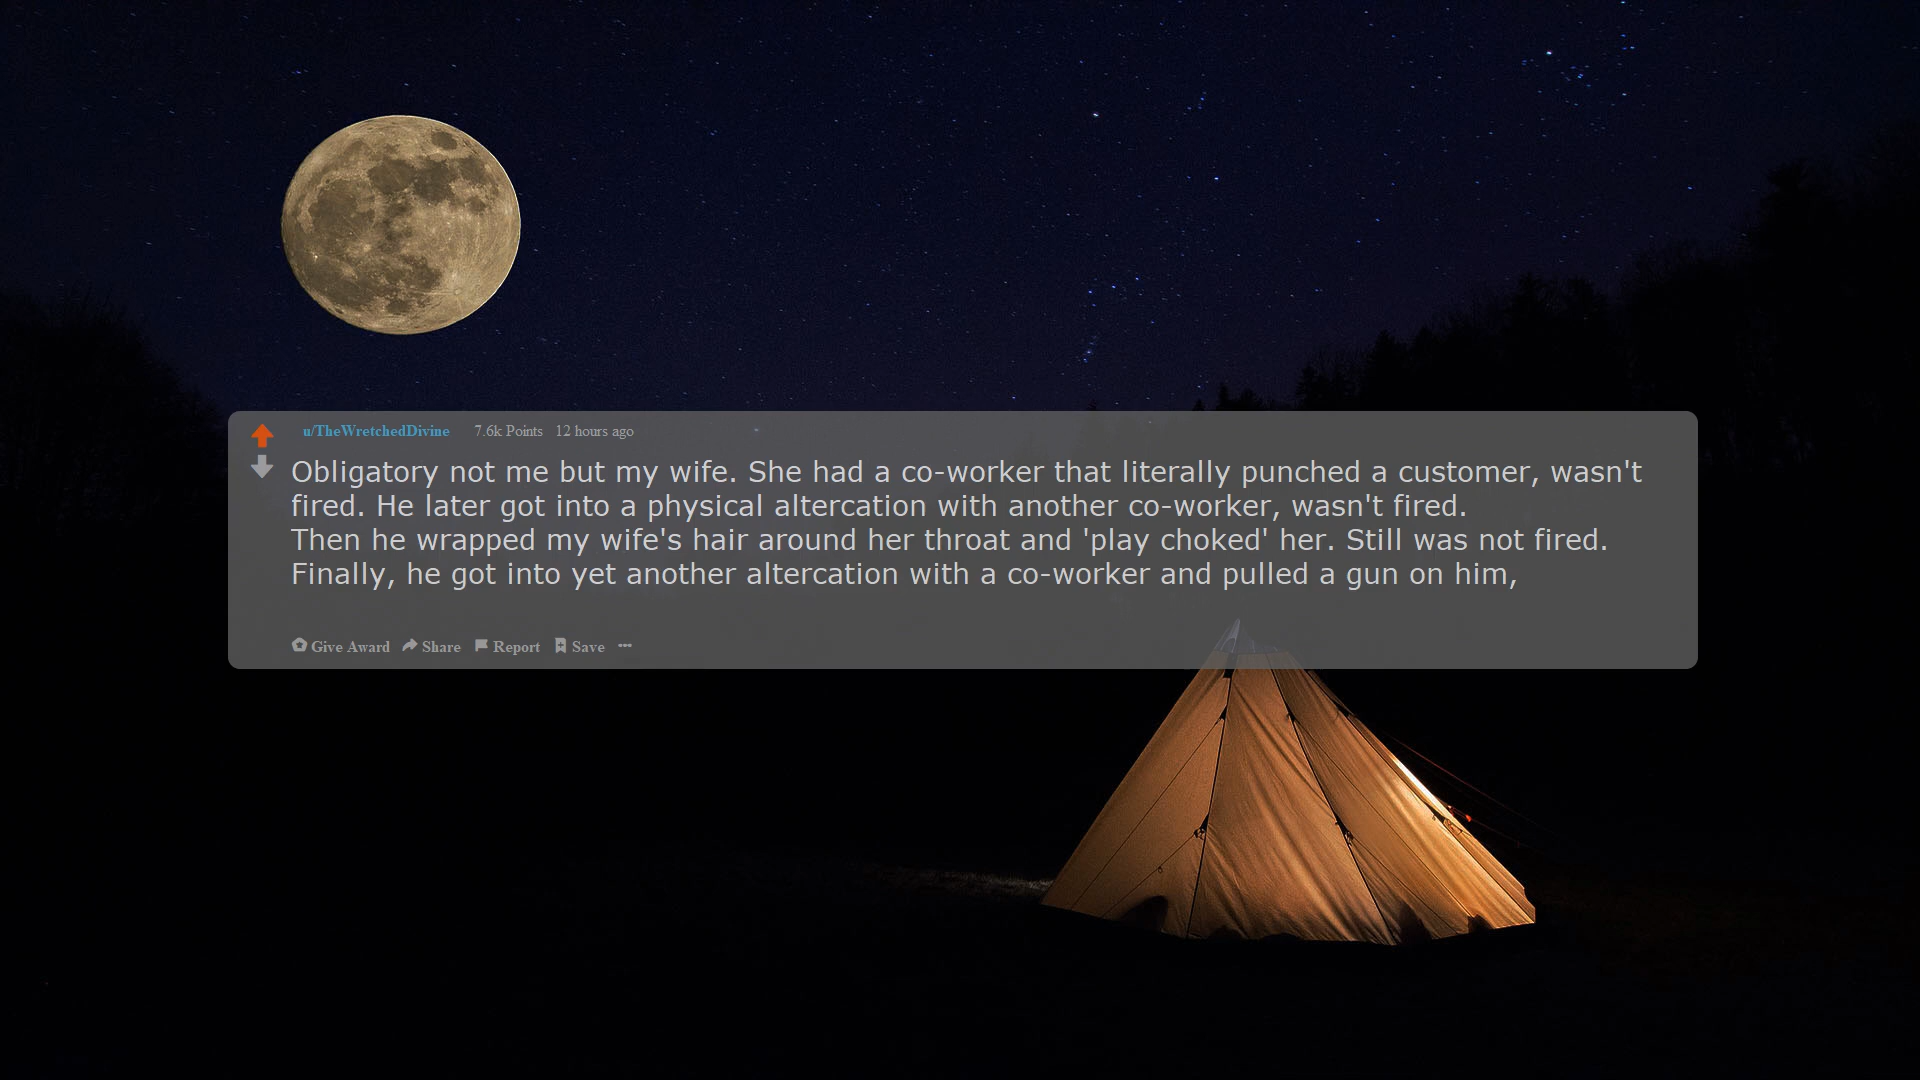 u/TheWretchedDivine 7.6k Points 12 hours ago
Obligatory not me but my wife. She had a co-worker that literally punched a customer, wasn't
fired. He later got into a physical altercation with another co-worker, wasn't fired.
Then he wrapped my wife's hair around her throat and 'play choked' her. Still was not fired.
Finally, he got into yet another altercation with a co-worker and pulled a gun on him,
Give Award Share Report Save